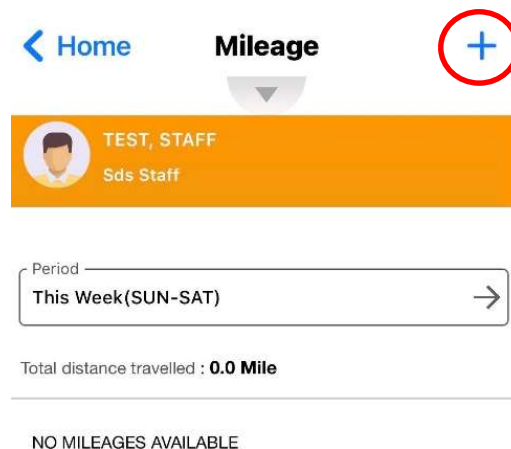 Home Mileage +
TEST, STAFF
Sds Staff
Period
This Week(SUN-SAT)
Total distance travelled : 0.0 Mile
NO MILEAGES AVAILABLE